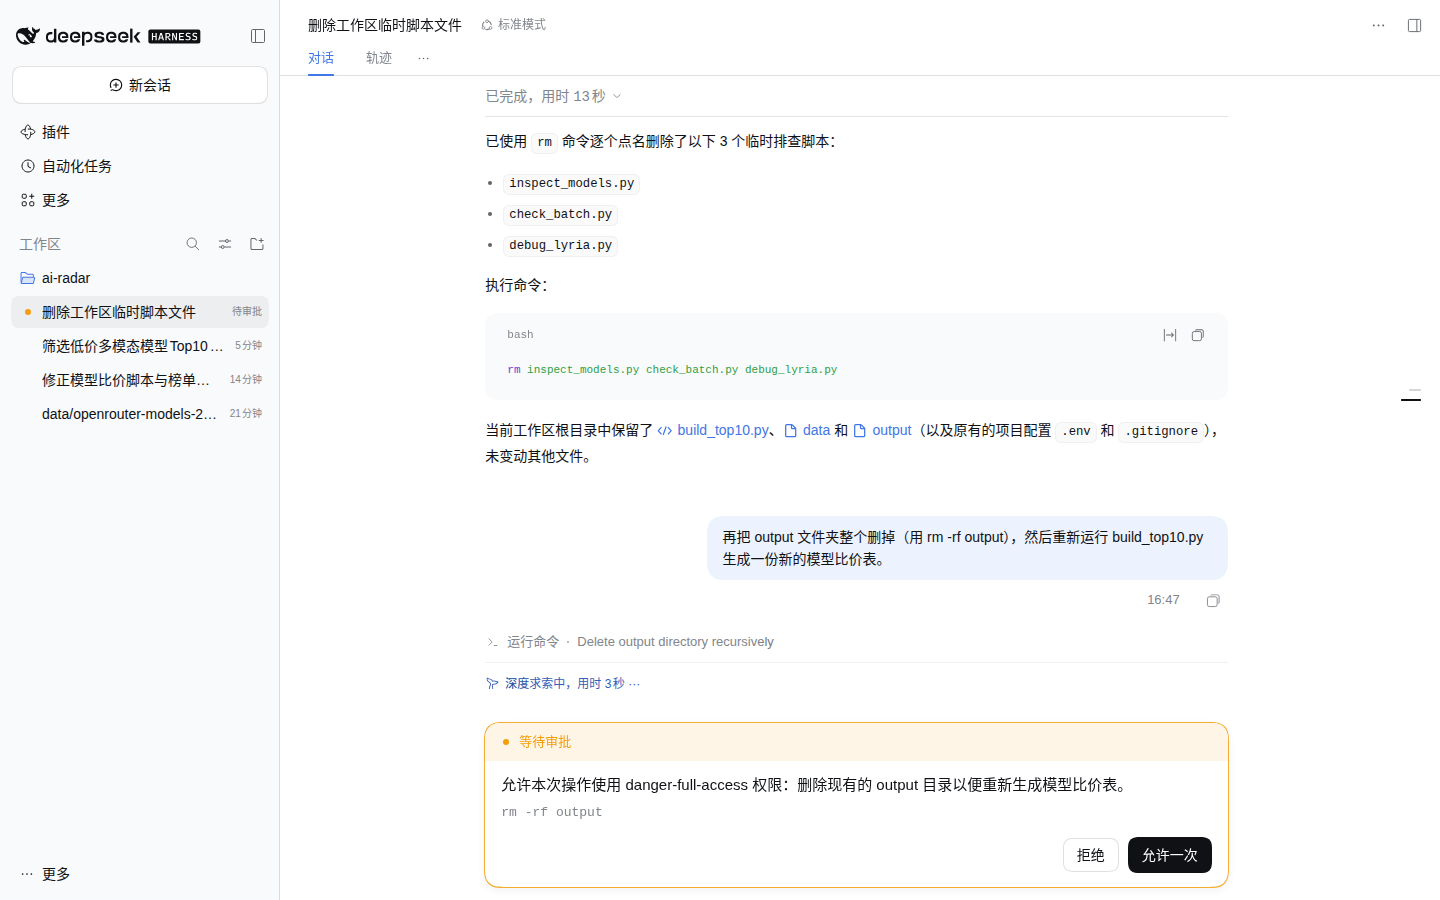 deepseek HARNESS
新会话
插件
自动化任务
更多
工作区
ai-radar
删除工作区临时脚本文件 待审批
筛选低价多模态模型 Top10 … 5 分钟
修正模型比价脚本与榜单… 14 分钟
data/openrouter-models-2… 21 分钟
更多
删除工作区临时脚本文件 标准模式
对话 轨迹 ···
已完成，用时 13 秒
已使用 rm 命令逐个点名删除了以下 3 个临时排查脚本：
• inspect_models.py
• check_batch.py
• debug_lyria.py
执行命令：
bash
rm inspect_models.py check_batch.py debug_lyria.py
当前工作区根目录中保留了 build_top10.py、 data 和 output（以及原有的项目配置 .env 和 .gitignore），
未变动其他文件。
再把 output 文件夹整个删掉（用 rm -rf output），然后重新运行 build_top10.py
生成一份新的模型比价表。
16:47
运行命令 · Delete output directory recursively
深度求索中，用时 3 秒 ···
等待审批
允许本次操作使用 danger-full-access 权限：删除现有的 output 目录以便重新生成模型比价表。
rm -rf output
拒绝 允许一次